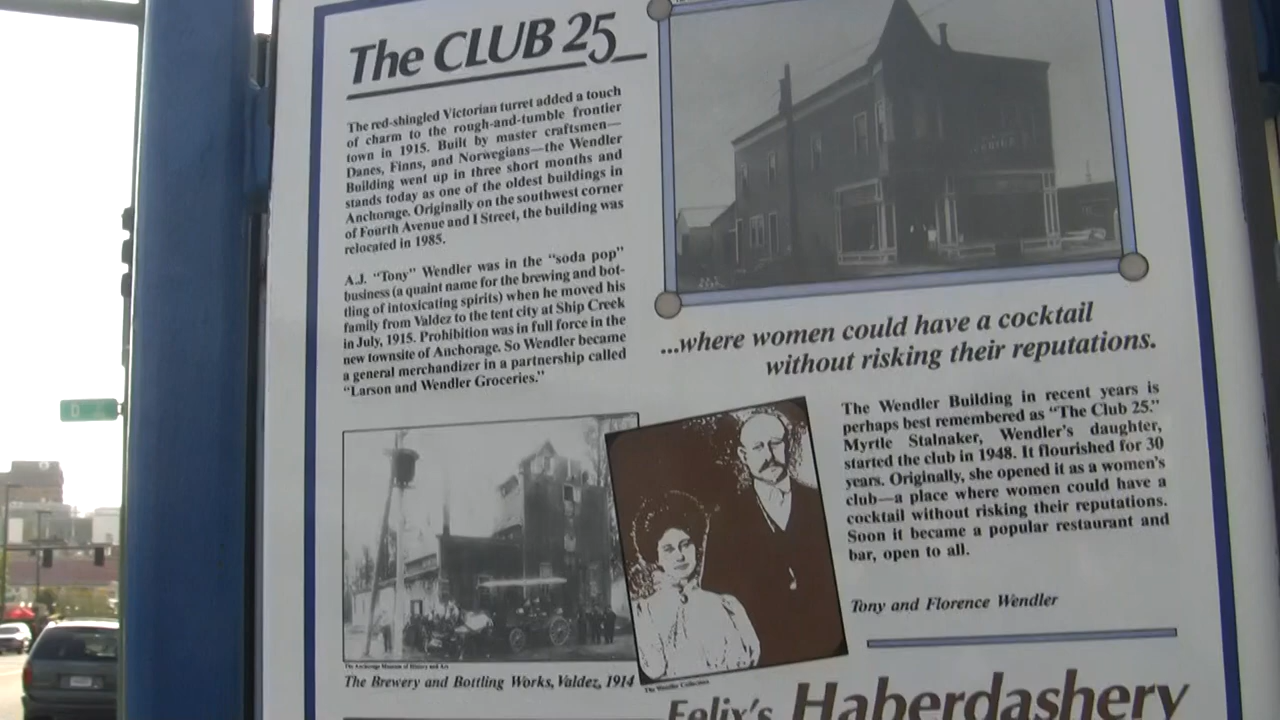 The CLUB 25
The red-shingled Victorian turret added a touch
of charm to the rough-and-tumble frontier
town in 1915. Built by master craftsmen—
Danes, Finns, and Norwegians—the Wendler
Building went up in three short months and
stands today as one of the oldest buildings in
Anchorage. Originally on the southwest corner
of Fourth Avenue and I Street, the building was
relocated in 1985.
A.J. "Tony" Wendler was in the "soda pop"
business (a quaint name for the brewing and bot-
tling of intoxicating spirits) when he moved his
family from Valdez to the tent city at Ship Creek
in July, 1915. Prohibition was in full force in the
new townsite of Anchorage. So Wendler became
a general merchandizer in a partnership called
"Larson and Wendler Groceries."
...where women could have a cocktail
without risking their reputations.
The Wendler Building in recent years is
perhaps best remembered as "The Club 25."
Myrtle Stalnaker, Wendler's daughter,
started the club in 1948. It flourished for 30
years. Originally, she opened it as a women's
club—a place where women could have a
cocktail without risking their reputations.
Soon it became a popular restaurant and
bar, open to all.
Tony and Florence Wendler
The Anchorage Museum of History and Art
The Brewery and Bottling Works, Valdez, 1914
The Wendler Collection
Felix's Haberdashery
D